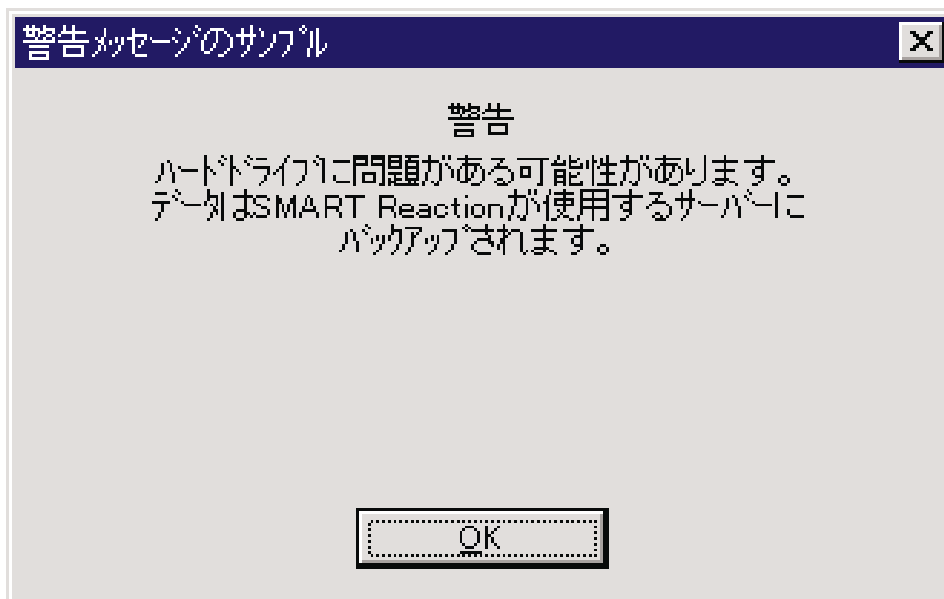 警告メッセージのサンプル
警告
ハードドライブに問題がある可能性があります。
データはSMART Reactionが使用するサーバーに
バックアップされます。
OK